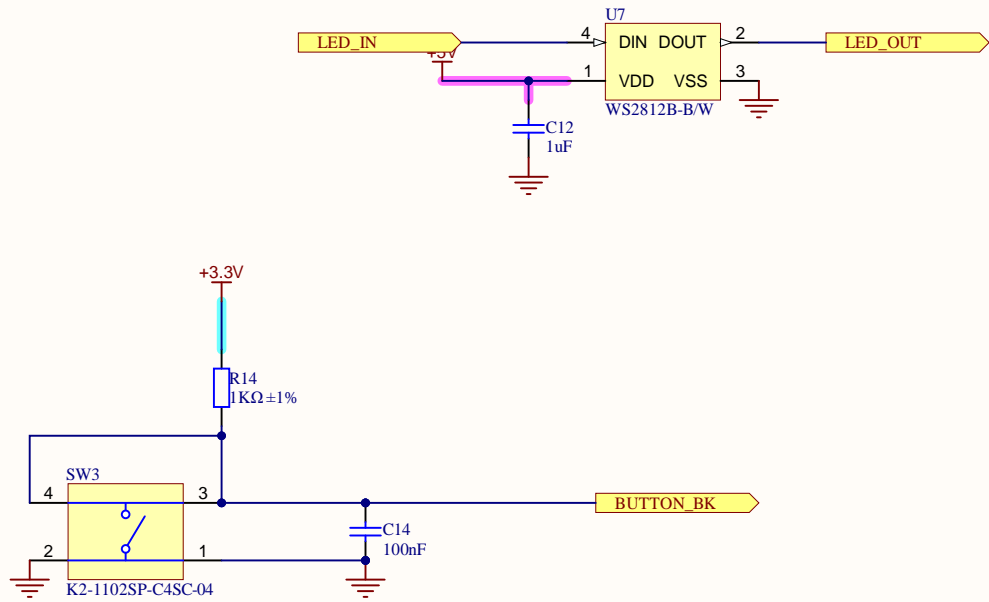 U7
LED_IN
4
DIN
DOUT
2
LED_OUT
+5V
1
VDD
VSS
3
WS2812B-B/W
C12
1uF
+3.3V
R14
1KΩ ±1%
SW3
4
3
BUTTON_BK
C14
100nF
2
1
K2-1102SP-C4SC-04